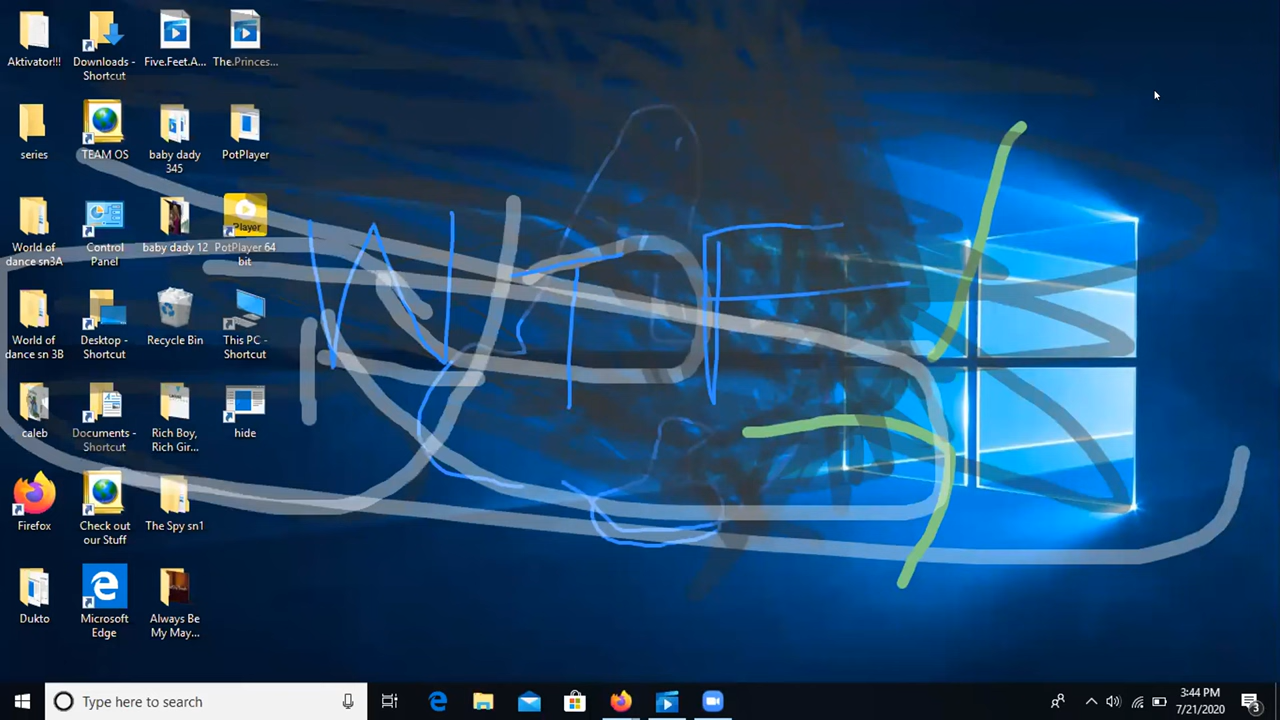 Aktivator!!! Downloads - Shortcut Five.Feet.A... The.Princes...
series TEAM OS baby dady 345 PotPlayer
World of dance sn3A Control Panel baby dady 12 Player PotPlayer 64 bit
World of dance sn 3B Desktop - Shortcut Recycle Bin This PC - Shortcut
caleb Documents - Shortcut Rich Boy, Rich Gir... hide
Firefox Check out our Stuff The Spy sn1
Dukto Microsoft Edge Always Be My May...
WTF
Type here to search
3:44 PM
7/21/2020
3